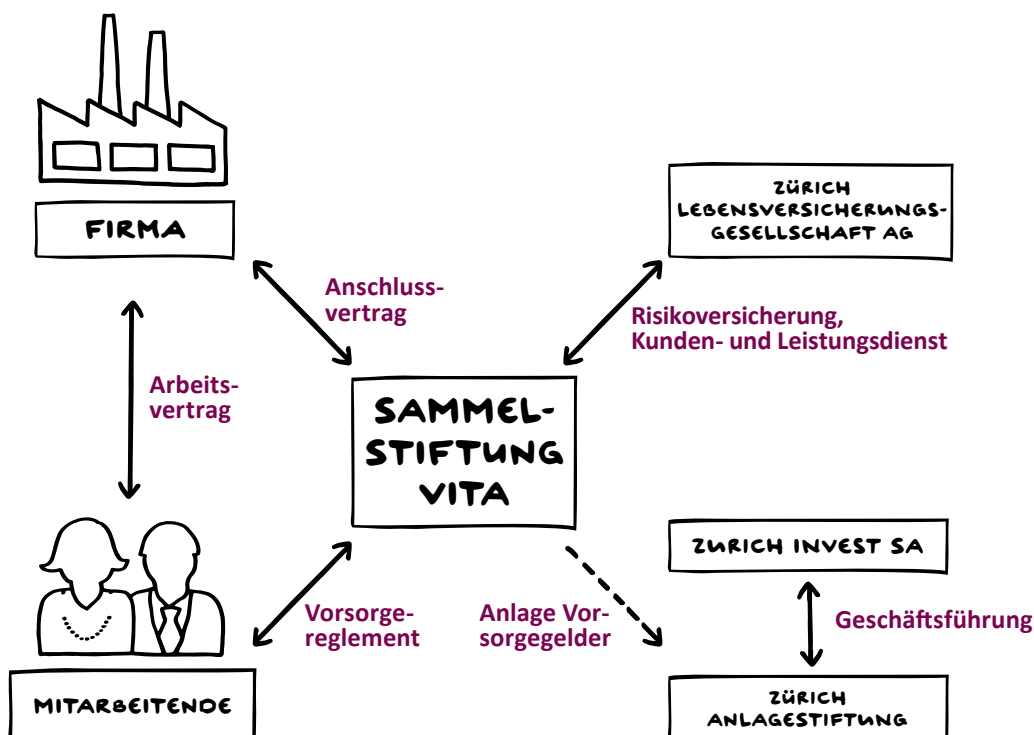 FIRMA
ZÜRICH
LEBENSVERSICHERUNGS-
GESELLSCHAFT AG
Anschluss-
vertrag
Risikoversicherung,
Kunden- und Leistungsdienst
Arbeits-
vertrag
SAMMEL-
STIFTUNG
VITA
ZURICH INVEST SA
Vorsorge-
reglement
Anlage Vor-
sorgegelder
Geschäftsführung
MITARBEITENDE
ZÜRICH
ANLAGESTIFTUNG